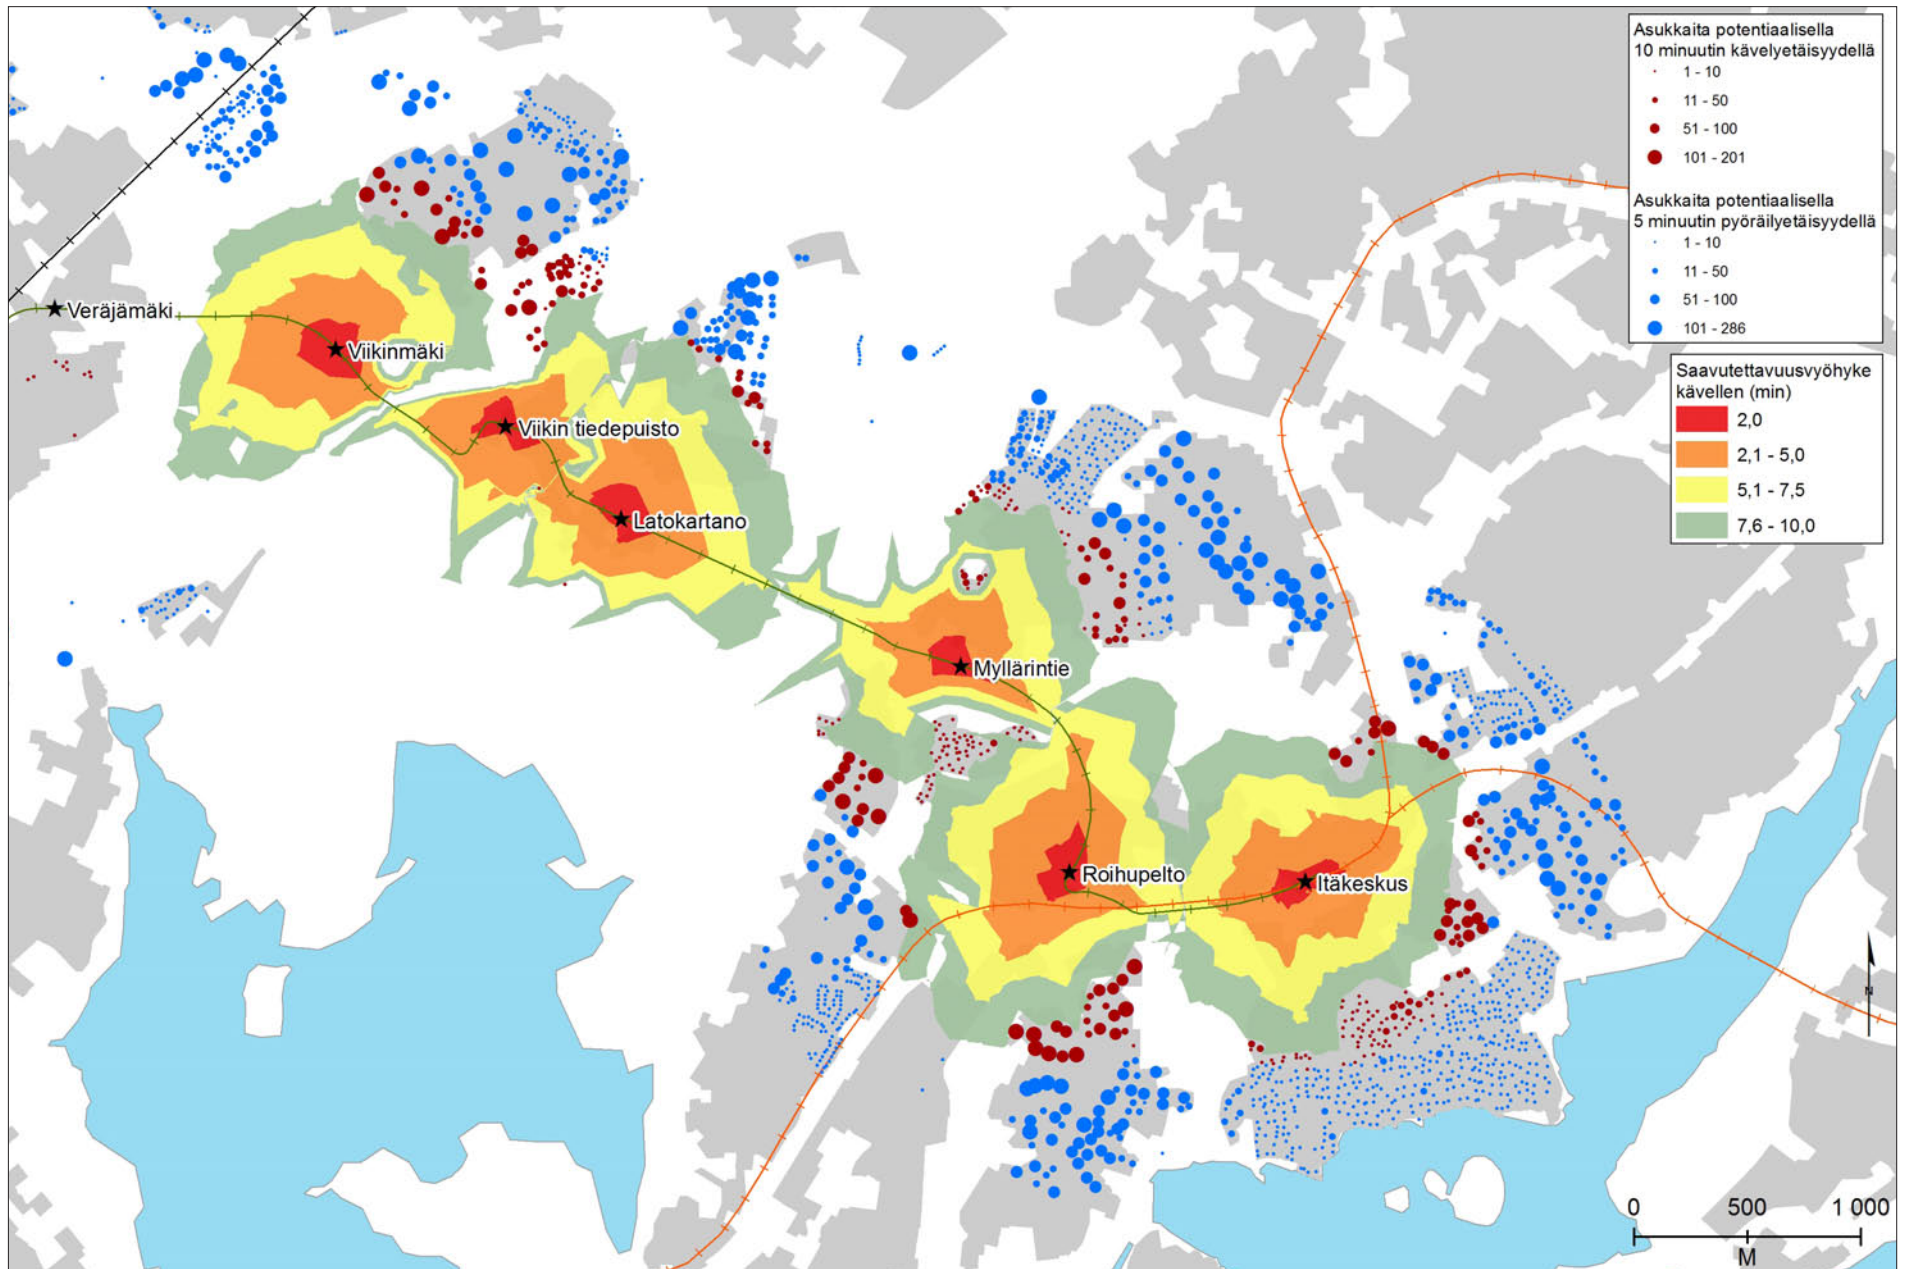 Asukkaita potentiaalisella
10 minuutin kävelyetäisyydellä
1 - 10
11 - 50
51 - 100
101 - 201
Asukkaita potentiaalisella
5 minuutin pyöräilyetäisyydellä
1 - 10
11 - 50
51 - 100
101 - 286
Saavutettavuusvyöhyke
kävellen (min)
2,0
2,1 - 5,0
5,1 - 7,5
7,6 - 10,0
Veräjämäki
Viikinmäki
Viikin tiedepuisto
Latokartano
Myllärintie
Roihupelto
Itäkeskus
N
0 500 1 000
M